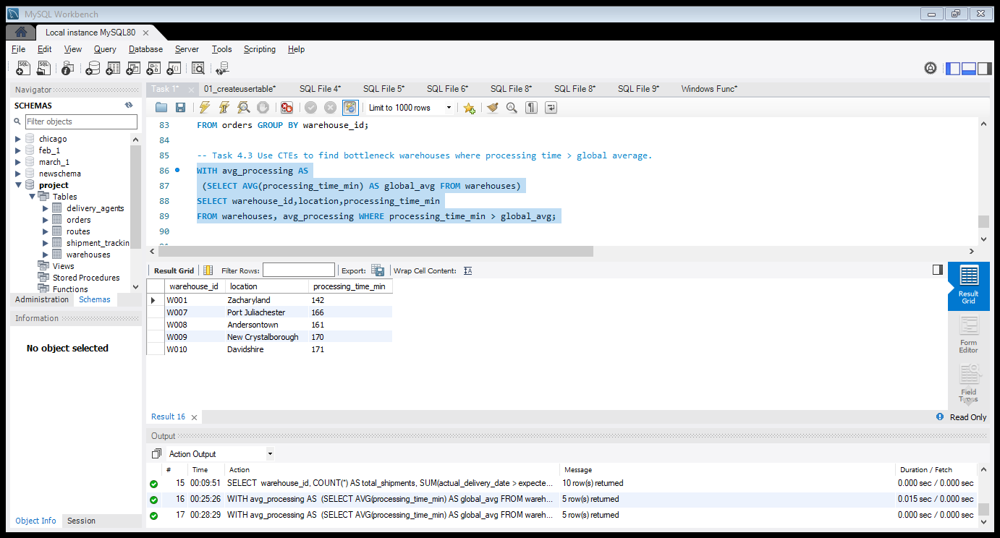 MySQL Workbench
Local instance MySQL80
File Edit View Query Database Server Tools Scripting Help
Navigator
SCHEMAS
Filter objects
chicago
feb_1
march_1
newschema
project
Tables
delivery_agents
orders
routes
shipment_trackin
warehouses
Views
Stored Procedures
Functions
Administration Schemas
Information
No object selected
Object Info Session
Task 1* 01_createusertable* SQL File 4* SQL File 5* SQL File 6* SQL File 8* SQL File 8* SQL File 9* Windows Func*
Limit to 1000 rows
83 FROM orders GROUP BY warehouse_id;
84
85 -- Task 4.3 Use CTEs to find bottleneck warehouses where processing time > global average.
86 WITH avg_processing AS
87 (SELECT AVG(processing_time_min) AS global_avg FROM warehouses)
88 SELECT warehouse_id,location,processing_time_min
89 FROM warehouses, avg_processing WHERE processing_time_min > global_avg;
90
Result Grid Filter Rows: Export: Wrap Cell Content:
warehouse_id location processing_time_min
W001 Zacharyland 142
W007 Port Juliachester 166
W008 Andersontown 161
W009 New Crystalborough 170
W010 Davidshire 171
Result Grid
Form Editor
Field Types
Result 16
Read Only
Output
Action Output
# Time Action Message Duration / Fetch
15 00:09:51 SELECT warehouse_id, COUNT(*) AS total_shipments, SUM(actual_delivery_date > expecte... 10 row(s) returned 0.000 sec / 0.000 sec
16 00:25:26 WITH avg_processing AS (SELECT AVG(processing_time_min) AS global_avg FROM wareh... 5 row(s) returned 0.015 sec / 0.000 sec
17 00:28:29 WITH avg_processing AS (SELECT AVG(processing_time_min) AS global_avg FROM wareh... 5 row(s) returned 0.000 sec / 0.000 sec